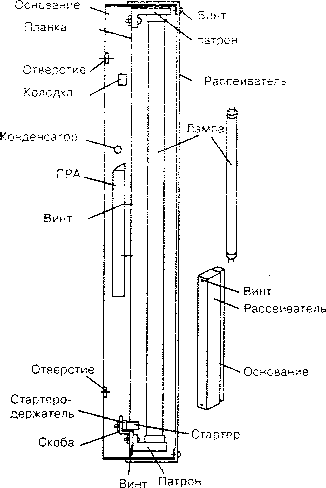 Основание
Винт
Планка
патрон
Отверстие
Рассеиватель
Колодка
Лампа
Конденсатор
ПРА
Винт
Винт
Рассеиватель
Основание
Отверстие
Стартеро-
держатель
Стартер
Скоба
Винт
Патрон